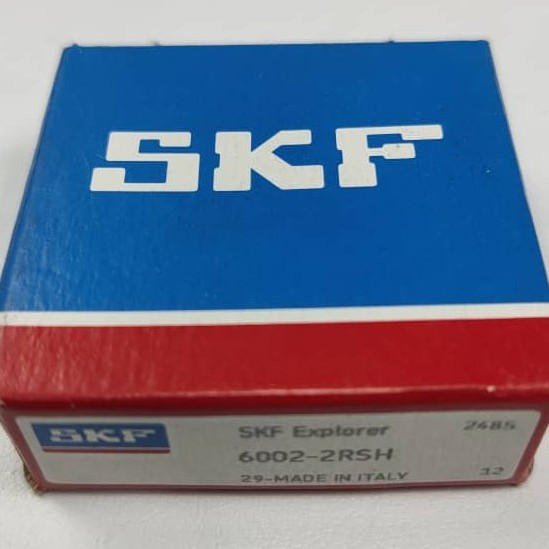 SKF
SKF
SKF Explorer 2485
6002-2RSH
29-MADE IN ITALY 12